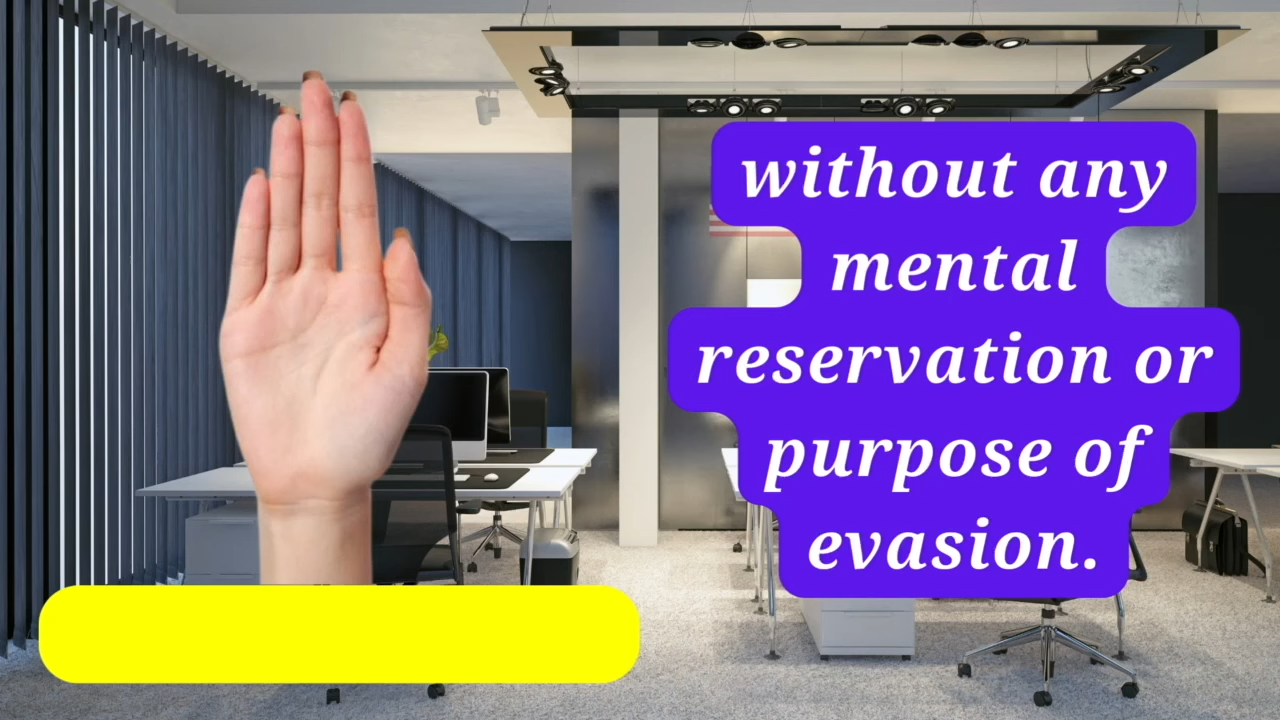 without any
mental
reservation or
purpose of
evasion.